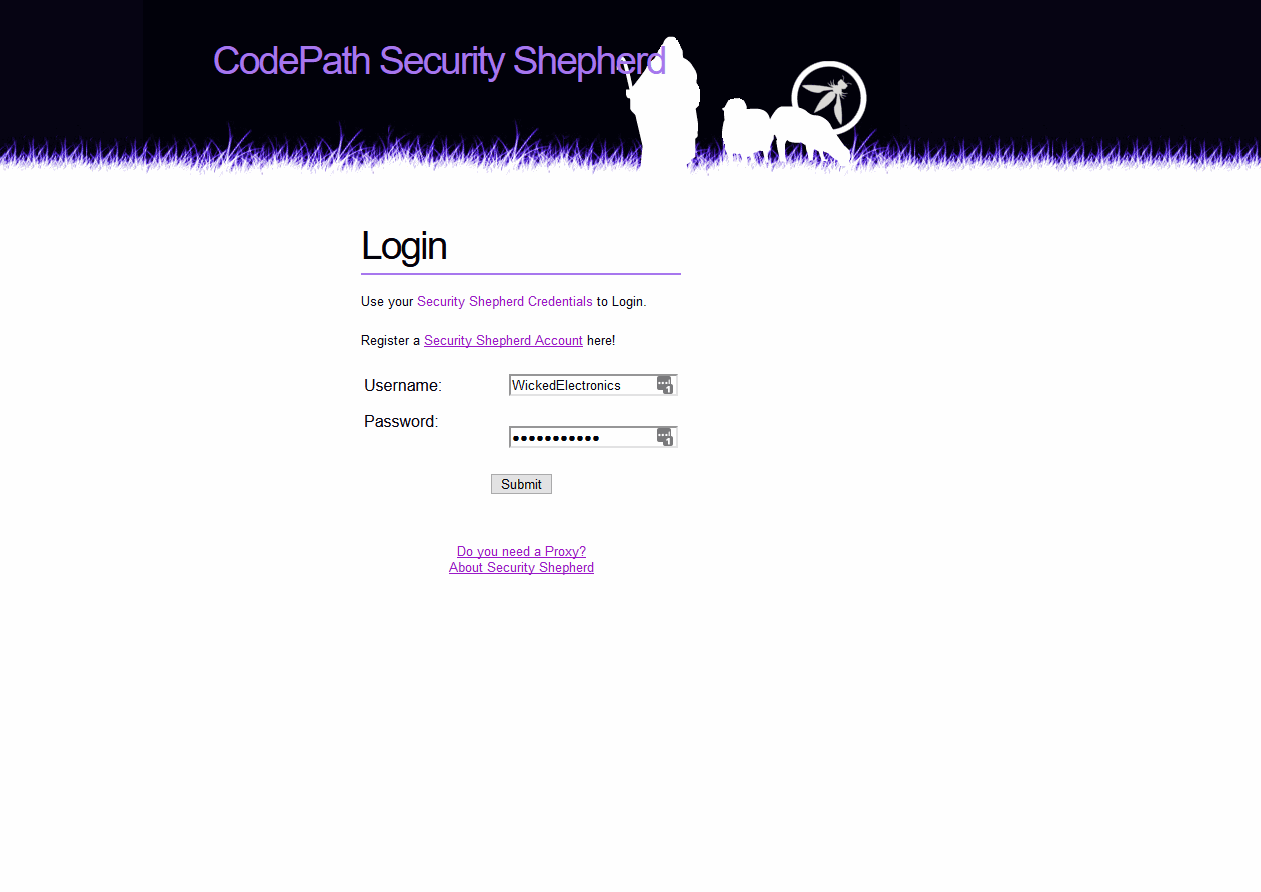 CodePath Security Shepherd
Login
Use your Security Shepherd Credentials to Login.
Register a Security Shepherd Account here!
Username: WickedElectronics
Password: ●●●●●●●●●●●
Submit
Do you need a Proxy?
About Security Shepherd